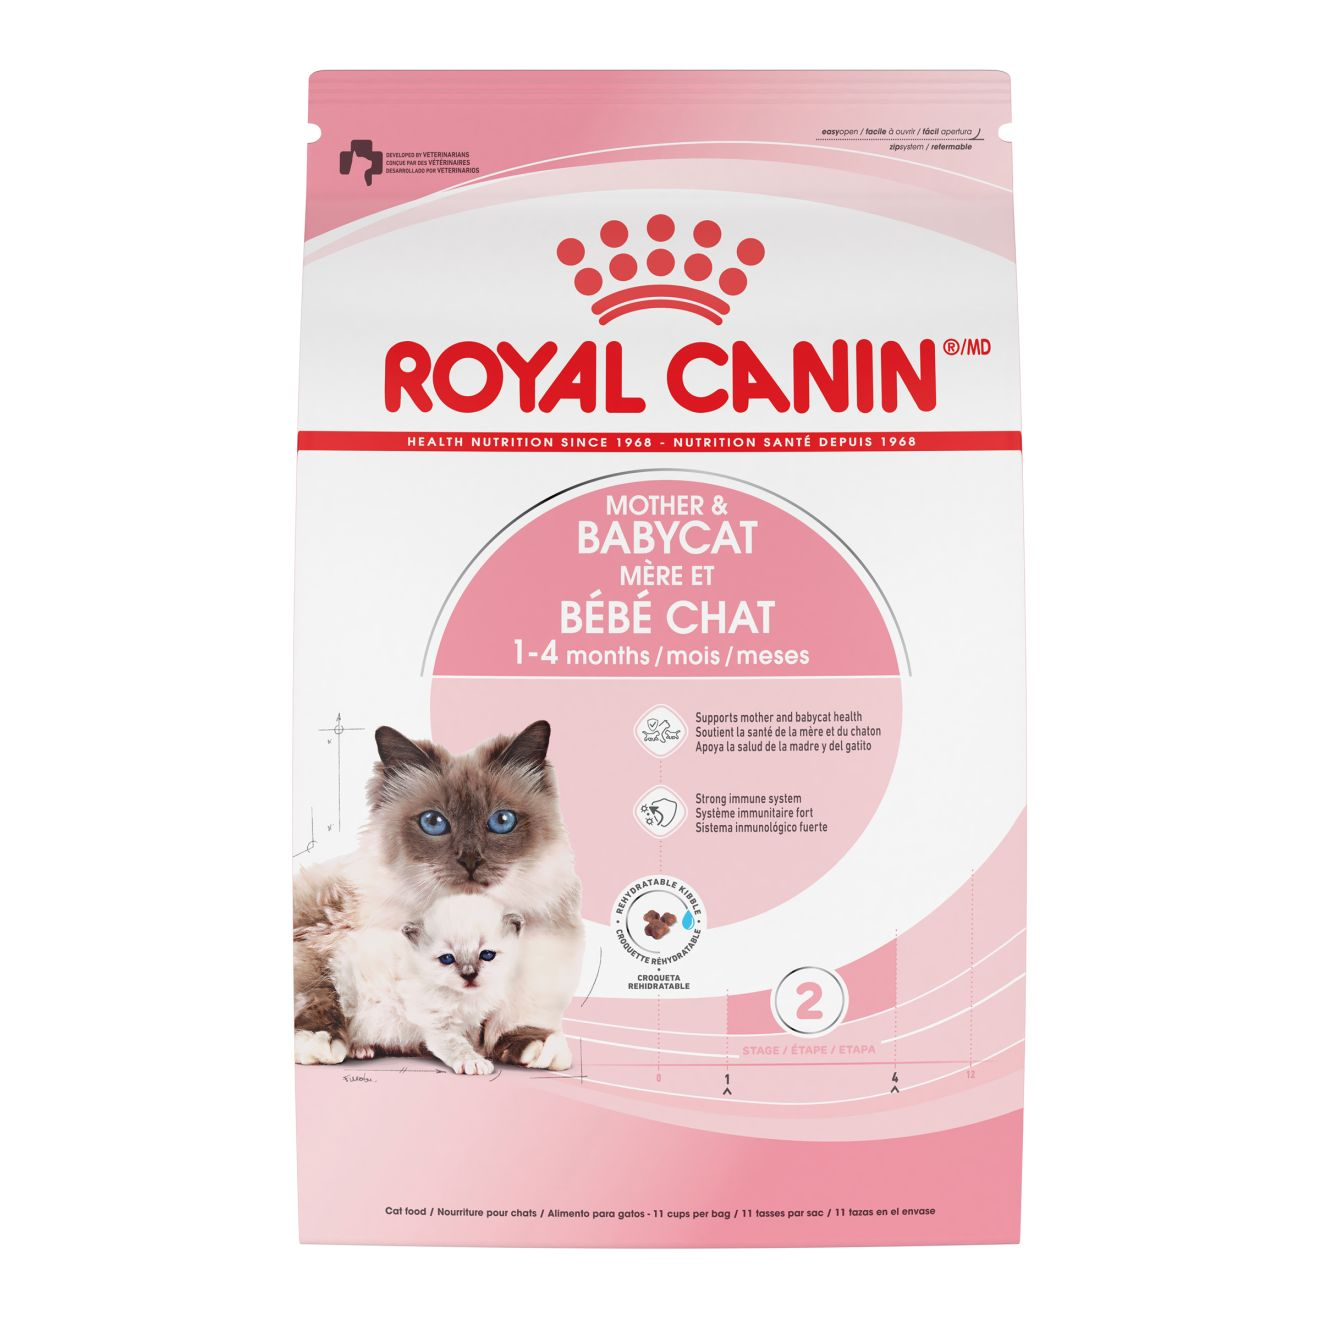 easyopen / facile à ouvrir / fácil apertura
zipsystem / refermable
DEVELOPED BY VETERINARIANS
CONÇUE PAR DES VÉTÉRINAIRES
DESARROLLADO POR VETERINARIOS
ROYAL CANIN ®/MD
HEALTH NUTRITION SINCE 1968 - NUTRITION SANTÉ DEPUIS 1968
MOTHER &
BABYCAT
MÈRE ET
BÉBÉ CHAT
1-4 months / mois / meses
Supports mother and babycat health
Soutient la santé de la mère et du chaton
Apoya la salud de la madre y del gatito
Strong immune system
Système immunitaire fort
Sistema inmunológico fuerte
REHYDRATABLE KIBBLE
CROQUETTE RÉHYDRATABLE
CROQUETA
REHIDRATABLE
2
STAGE / ÉTAPE / ETAPA
0 1 4 12
Cat food / Nourriture pour chats / Alimento para gatos - 11 cups per bag / 11 tasses par sac / 11 tazas en el envase